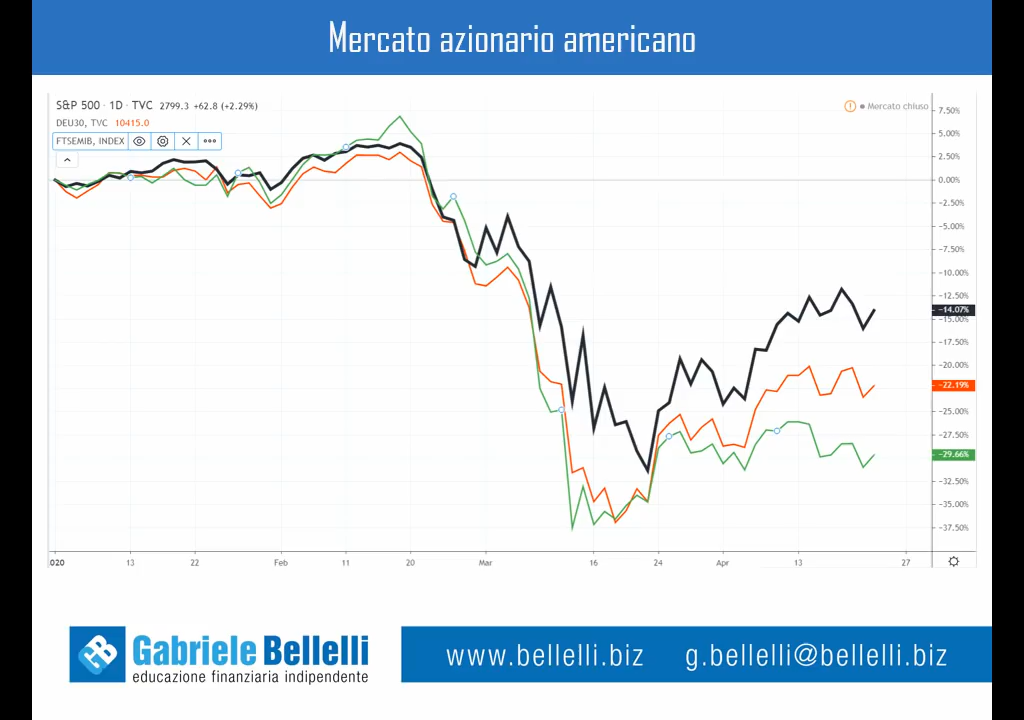 Mercato azionario americano
S&P 500 · 1D · TVC 2799.3 +62.8 (+2.29%)
Mercato chiuso
DEU30, TVC 10415.0
FTSEMIB, INDEX
7.50%
5.00%
2.50%
0.00%
−2.50%
−5.00%
−7.50%
−10.00%
−12.50%
−14.07%
−15.00%
−17.50%
−20.00%
−22.19%
−25.00%
−27.50%
−29.66%
−32.50%
−35.00%
−37.50%
020 13 22 Feb 11 20 Mar 16 24 Apr 13 27
GB Gabriele Bellelli
educazione finanziaria indipendente
www.bellelli.biz g.bellelli@bellelli.biz